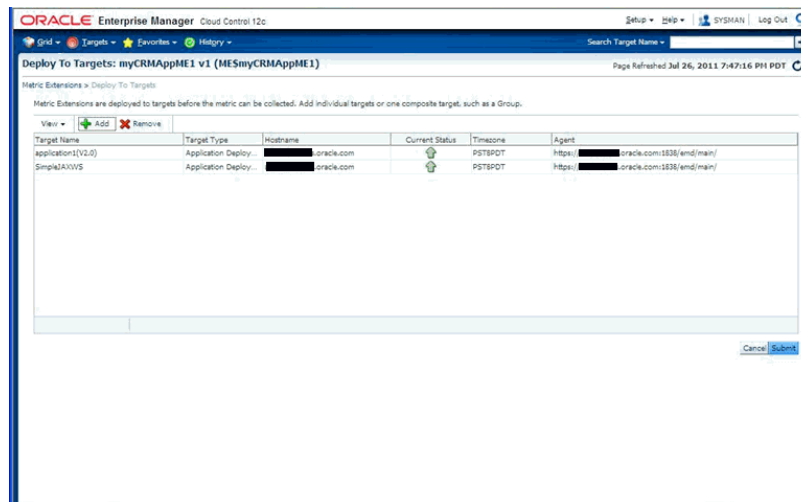 ORACLE Enterprise Manager Cloud Control 12c
Setup Help SYSMAN Log Out
Grid Targets Favorites History Search Target Name
Deploy To Targets: myCRMAppME1 v1 (ME$myCRMAppME1)
Page Refreshed Jul 26, 2011 7:47:16 PM PDT
Metric Extensions > Deploy To Targets
Metric Extensions are deployed to targets before the metric can be collected. Add individual targets or one composite target, such as a Group.
View Add Remove
Target Name Target Type Hostname Current Status Timezone Agent
application1(V2.0) Application Deploy... .oracle.com PST8PDT https:/ .oracle.com:1838/emd/main/
SimpleJAXWS Application Deploy... .oracle.com PST8PDT https:/ .oracle.com:1838/emd/main/
Cancel Submit